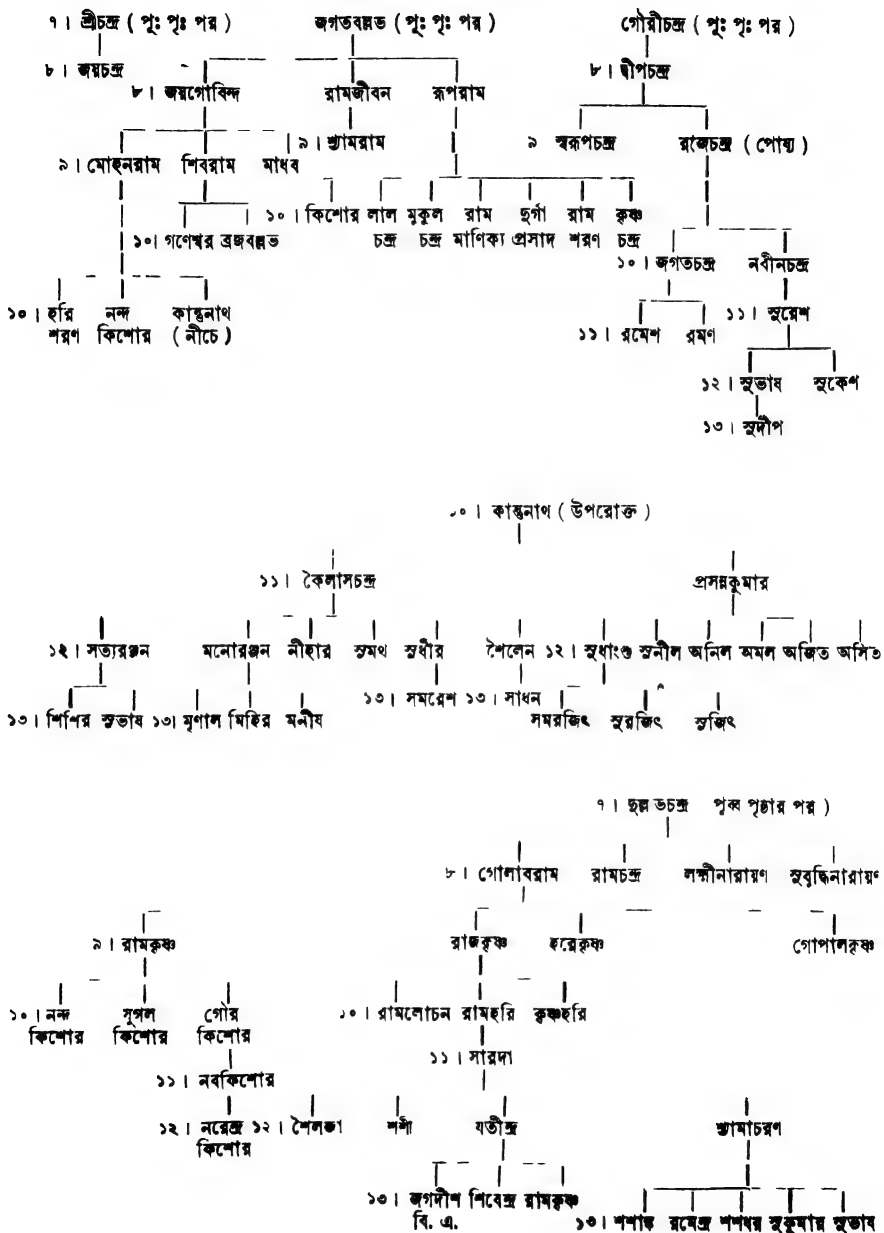 ৭। শ্রীচন্দ্র ( পূঃ পৃঃ পর ) জগতবল্লভ ( পূঃ পৃঃ পর ) গৌরীচন্দ্র ( পূঃ পৃঃ পর )
৮। জয়চন্দ্র ৮। জয়গোবিন্দ রামজীবন রূপরাম ৮। দ্বীপচন্দ্র
৯। মোহনরাম শিবরাম মাধব ৯। শ্যামরাম ৯ স্বরূপচন্দ্র রাজেচন্দ্র ( পোষ্য )
১০। গণেশ্বর ব্রজবল্লভ ১০। কিশোর লাল মুকুল রাম দুর্গা রাম কৃষ্ণ
চন্দ্র চন্দ্র মাণিক্য প্রসাদ শরণ চন্দ্র
১০। জগতচন্দ্র নবীনচন্দ্র
১০। হরি নন্দ কান্তনাথ
শরণ কিশোর ( নীচে )
১১। রমেশ রমণ ১১। সুরেশ
১২। সুভাষ সুকেশ
১৩। সুদীপ
১০। কান্তনাথ ( উপরোক্ত )
১১। কৈলাসচন্দ্র প্রসন্নকুমার
১২। সত্যরঞ্জন মনোরঞ্জন নীহার সুমথ সুধীর শৈলেন ১২। সুধাংশু সুনীল অনিল অমল অজিত অসিত
১৩। শিশির সুভাষ ১৩। মৃণাল মিহির মনীষ ১৩। সমরেশ ১৩। সাধন সমরজিৎ সুরজিৎ সুজিৎ
৭। দুল্লভচন্দ্র পূর্ব্ব পৃষ্ঠার পর )
৮। গোলাবরাম রামচন্দ্র লক্ষ্মীনারায়ণ সুবুদ্ধিনারায়ণ
৯। রামকৃষ্ণ রাজকৃষ্ণ হরেকৃষ্ণ গোপালকৃষ্ণ
১০। নন্দ যুগল গৌর ১০। রামলোচন রামহরি কৃষ্ণহরি
কিশোর কিশোর কিশোর
১১। নবকিশোর ১১। সারদা
১২। নরেন্দ্র ১২। শৈলজা শশী যতীন্দ্র শ্যামাচরণ
কিশোর
১৩। জগদীশ শিবেন্দ্র রামকৃষ্ণ ১৩। শশাঙ্ক রমেন্দ্র শশধর সুকুমার সুভাষ
বি. এ.